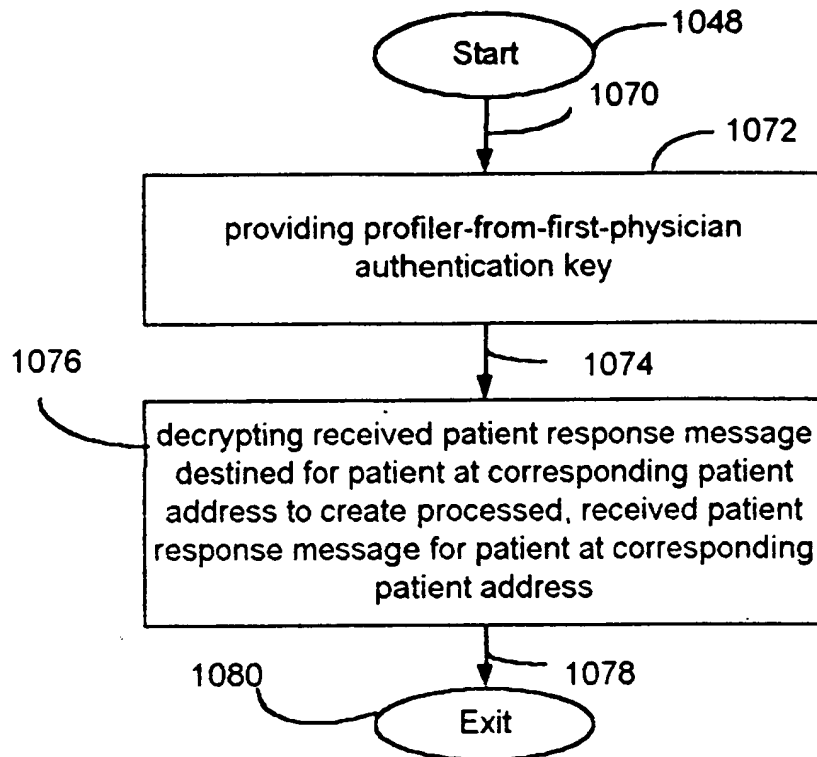 Start
1048
1070
1072
providing profiler-from-first-physician
authentication key
1076
1074
decrypting received patient response message
destined for patient at corresponding patient
address to create processed, received patient
response message for patient at corresponding
patient address
1078
1080
Exit